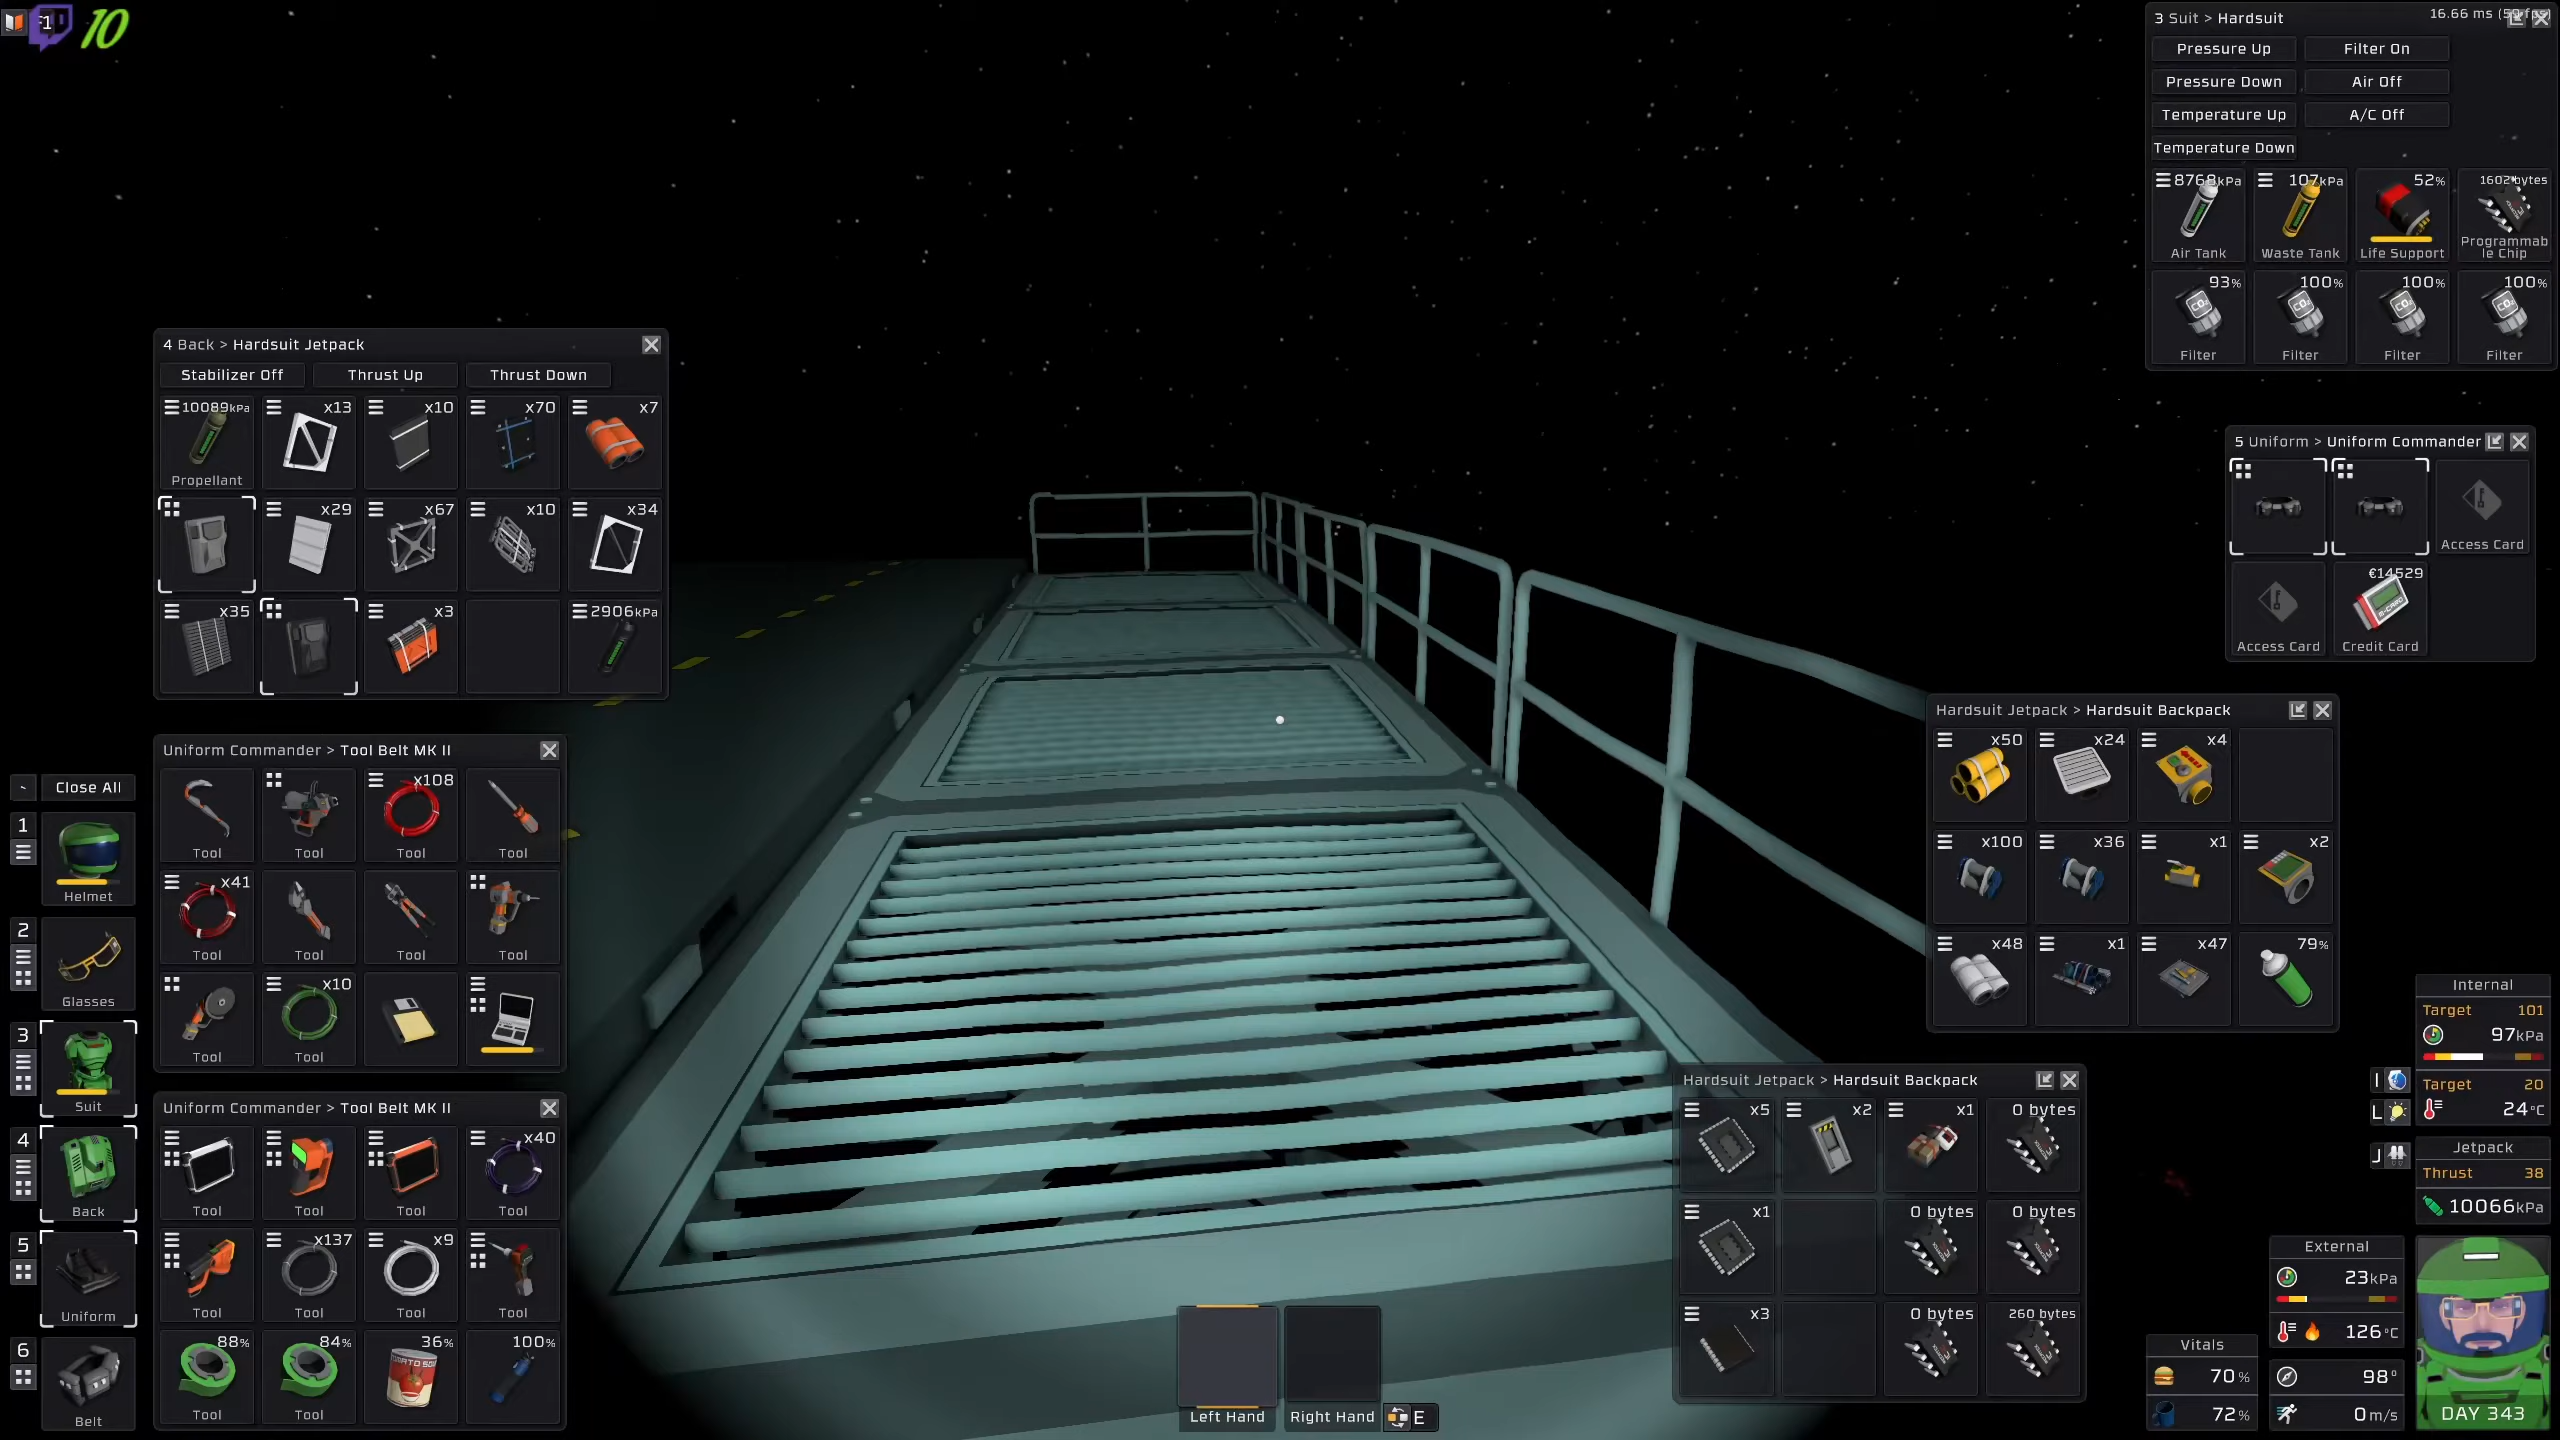 F1
10
16.66 ms (59 fps)
3 Suit > Hardsuit
Pressure Up
Filter On
Pressure Down
Air Off
Temperature Up
A/C Off
Temperature Down
8768kPa
107kPa
52%
1602 bytes
Air Tank
Waste Tank
Life Support
Programmab
le Chip
93%
100%
100%
100%
Filter
Filter
Filter
Filter
4 Back > Hardsuit Jetpack
Stabilizer Off
Thrust Up
Thrust Down
10089kPa
x13
x10
x70
x7
Propellant
x29
x67
x10
x34
x35
x3
2906kPa
5 Uniform > Uniform Commander
Access Card
€14529
Access Card
Credit Card
Hardsuit Jetpack > Hardsuit Backpack
x50
x24
x4
x100
x36
x1
x2
x48
x1
x47
79%
Uniform Commander > Tool Belt MK II
x108
Tool
Tool
Tool
Tool
x41
Tool
Tool
Tool
Tool
x10
Tool
Tool
Uniform Commander > Tool Belt MK II
x40
Tool
Tool
Tool
Tool
x137
x9
Tool
Tool
Tool
Tool
88%
84%
36%
100%
TOMATO SOUP
Tool
Tool
Close All
1
Helmet
2
Glasses
3
Suit
4
Back
5
Uniform
6
Belt
Hardsuit Jetpack > Hardsuit Backpack
x5
x2
x1
0 bytes
x1
0 bytes
0 bytes
x3
0 bytes
260 bytes
Left Hand
Right Hand
E
Internal
Target 101
97kPa
Target 20
24°C
I
L
J
Jetpack
Thrust 38
10066kPa
External
23kPa
126°C
98°
0m/s
Vitals
70%
72%
DAY 343